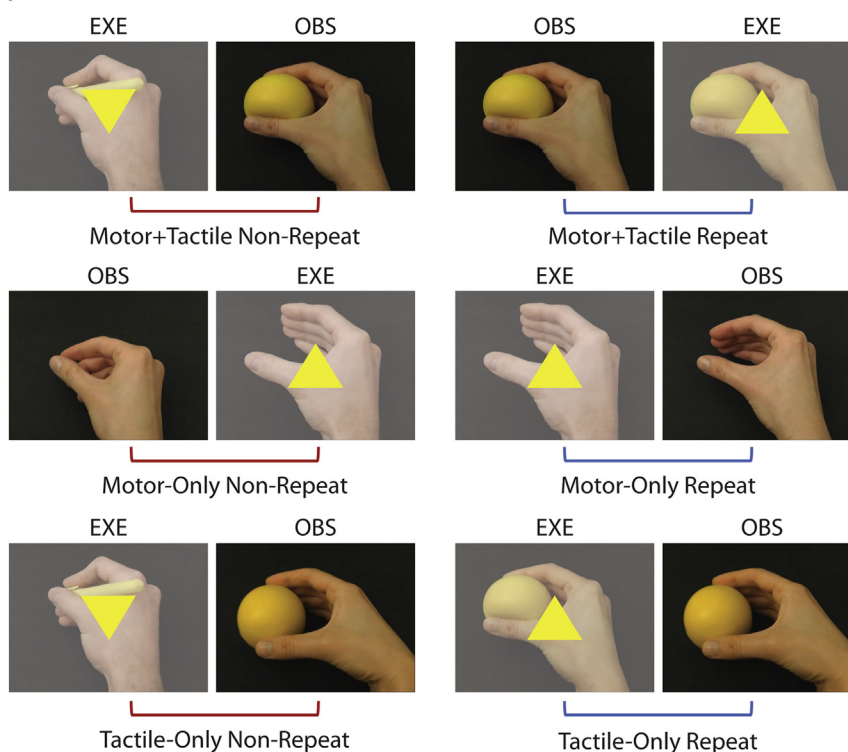 EXE OBS OBS EXE
Motor+Tactile Non-Repeat Motor+Tactile Repeat
OBS EXE EXE OBS
Motor-Only Non-Repeat Motor-Only Repeat
EXE OBS EXE OBS
Tactile-Only Non-Repeat Tactile-Only Repeat